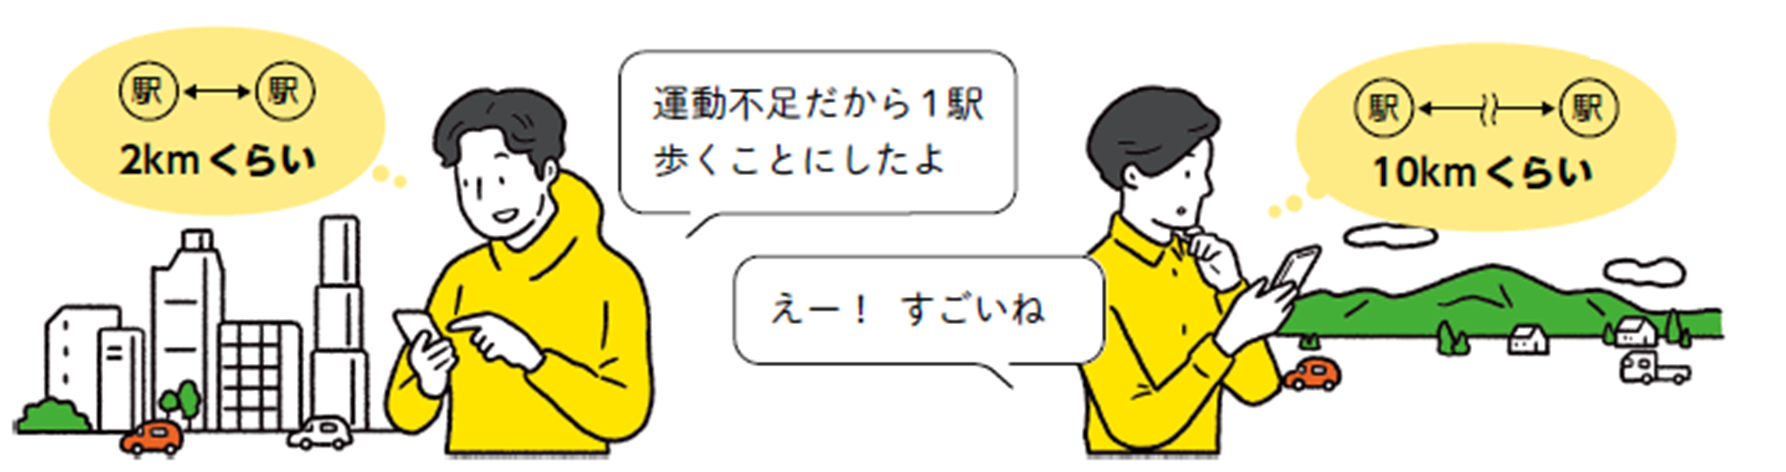 駅 駅
2kmくらい
運動不足だから1駅
歩くことにしたよ
えー! すごいね
駅 駅
10kmくらい